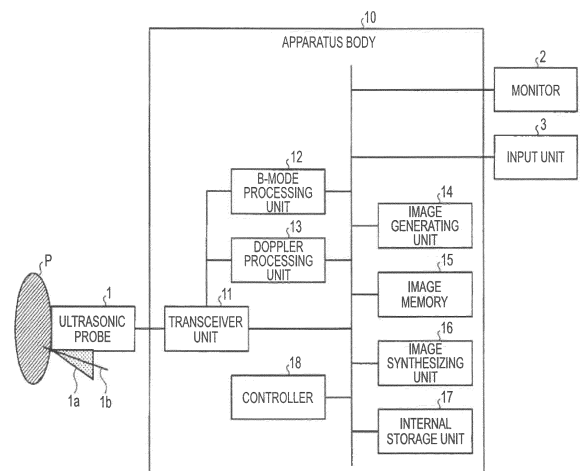 10
APPARATUS BODY
2
MONITOR
3
INPUT UNIT
12
B-MODE
PROCESSING
UNIT
14
IMAGE
GENERATING
UNIT
13
DOPPLER
PROCESSING
UNIT
P
15
IMAGE
MEMORY
1
ULTRASONIC
PROBE
11
TRANSCEIVER
UNIT
16
IMAGE
SYNTHESIZING
UNIT
1a
1b
18
CONTROLLER
17
INTERNAL
STORAGE UNIT